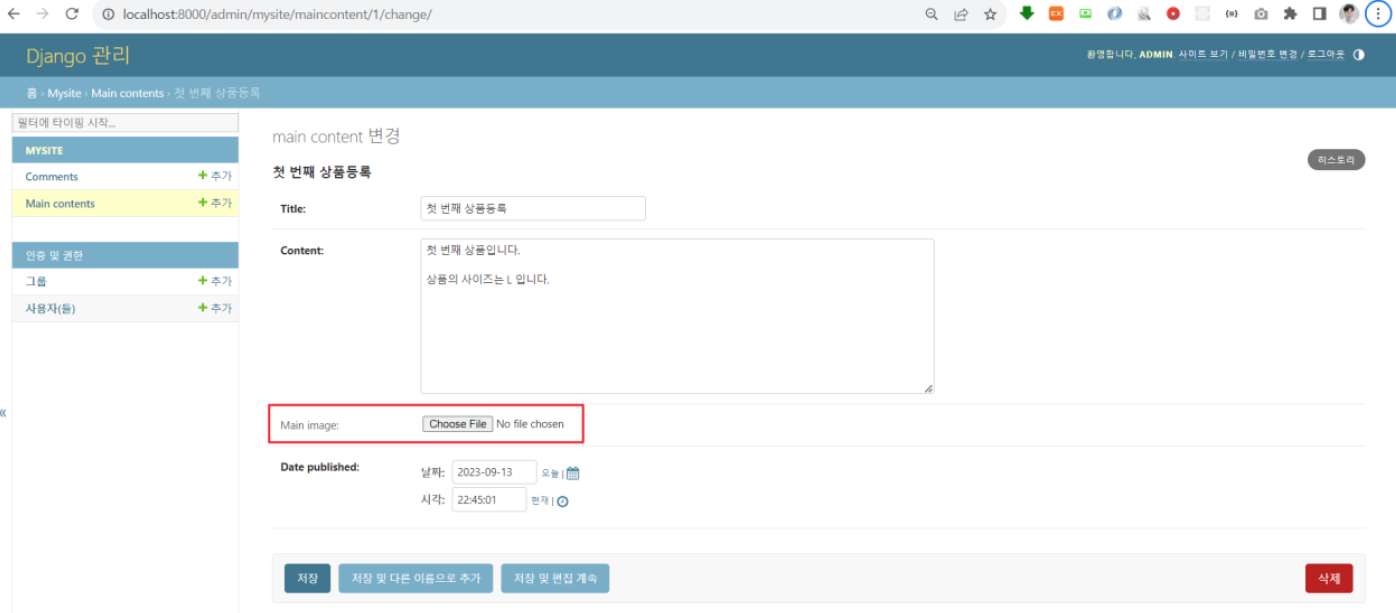 localhost:8000/admin/mysite/maincontent/1/change/
Django 관리
환영합니다, ADMIN. 사이트 보기 / 비밀번호 변경 / 로그아웃
홈 › Mysite › Main contents › 첫 번째 상품등록
필터에 타이핑 시작...
MYSITE
Comments + 추가
Main contents + 추가
인증 및 권한
그룹 + 추가
사용자(들) + 추가
«
main content 변경
히스토리
첫 번째 상품등록
Title: 첫 번째 상품등록
Content: 첫 번째 상품입니다.
상품의 사이즈는 L 입니다.
Main image: Choose File No file chosen
Date published: 날짜: 2023-09-13 오늘 |
시각: 22:45:01 현재 |
저장 저장 및 다른 이름으로 추가 저장 및 편집 계속 삭제